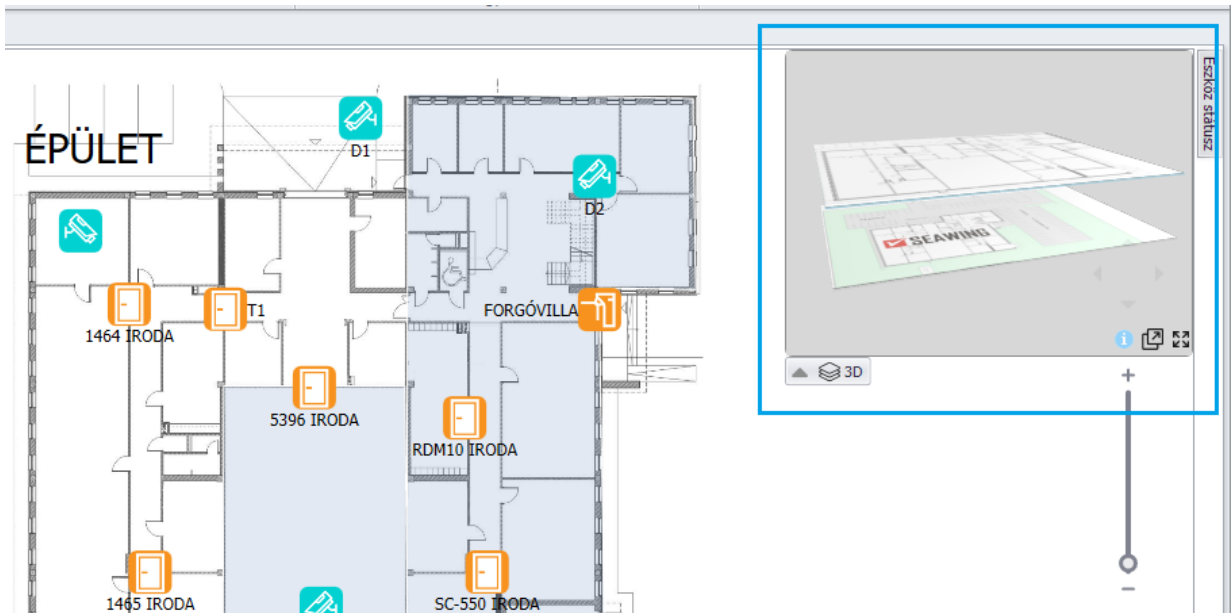 ÉPÜLET
D1
D2
T1
FORGÓVILLA
1464 IRODA
5396 IRODA
RDM10 IRODA
1465 IRODA
SC-550 IRODA
SEAWING
3D
Eszköz státusz